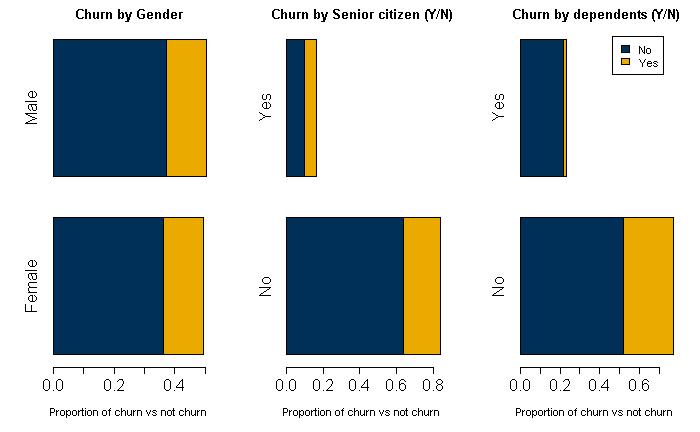 Churn by Gender
Male
Female
0.0 0.2 0.4
Proportion of churn vs not churn
Churn by Senior citizen (Y/N)
Yes
No
0.0 0.2 0.4 0.6 0.8
Proportion of churn vs not churn
Churn by dependents (Y/N)
No
Yes
Yes
No
0.0 0.2 0.4 0.6
Proportion of churn vs not churn